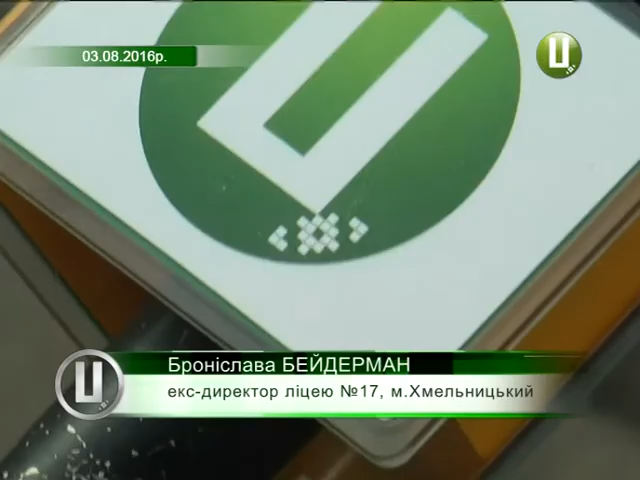 03.08.2016р.
Ц
Ц
Броніслава БЕЙДЕРМАН
Ц
екс-директор ліцею №17, м.Хмельницький